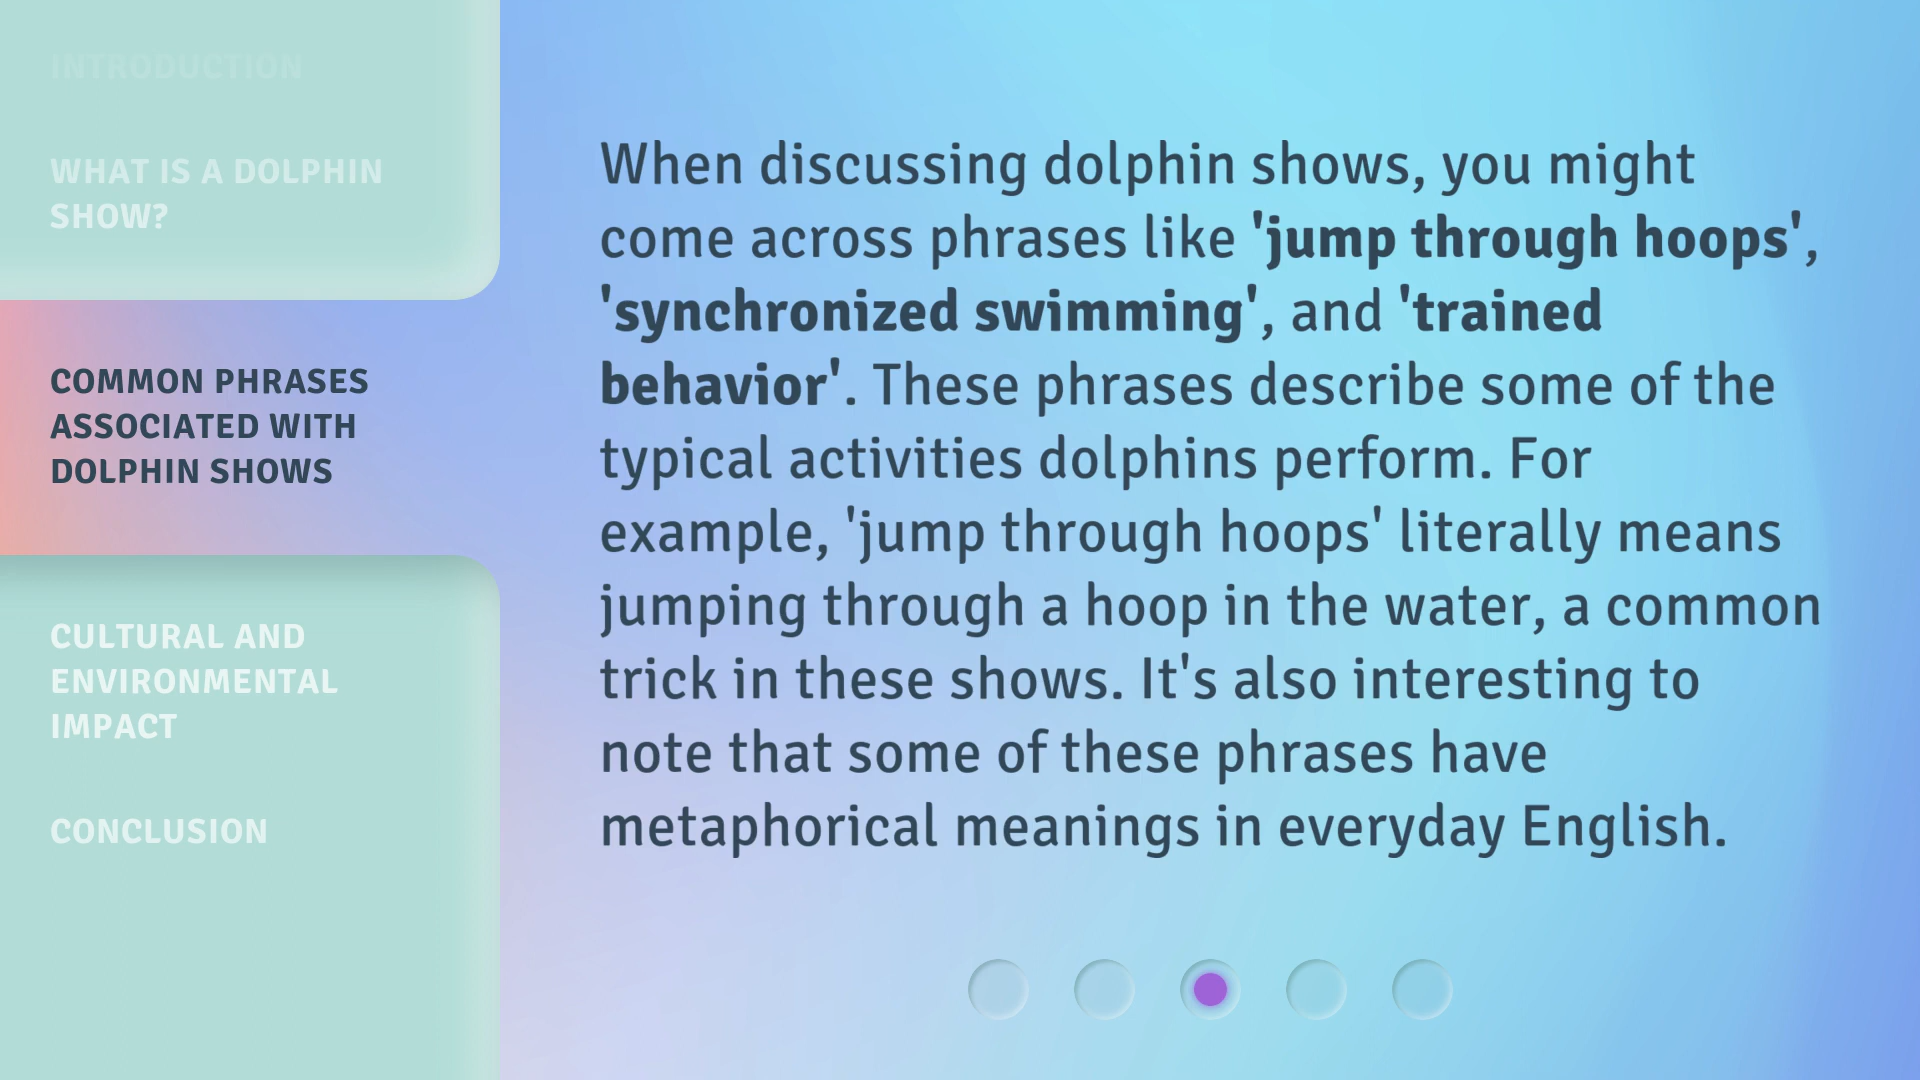 INTRODUCTION
WHAT IS A DOLPHIN
SHOW?
COMMON PHRASES
ASSOCIATED WITH
DOLPHIN SHOWS
CULTURAL AND
ENVIRONMENTAL
IMPACT
CONCLUSION
When discussing dolphin shows, you might
come across phrases like 'jump through hoops',
'synchronized swimming', and 'trained
behavior'. These phrases describe some of the
typical activities dolphins perform. For
example, 'jump through hoops' literally means
jumping through a hoop in the water, a common
trick in these shows. It's also interesting to
note that some of these phrases have
metaphorical meanings in everyday English.